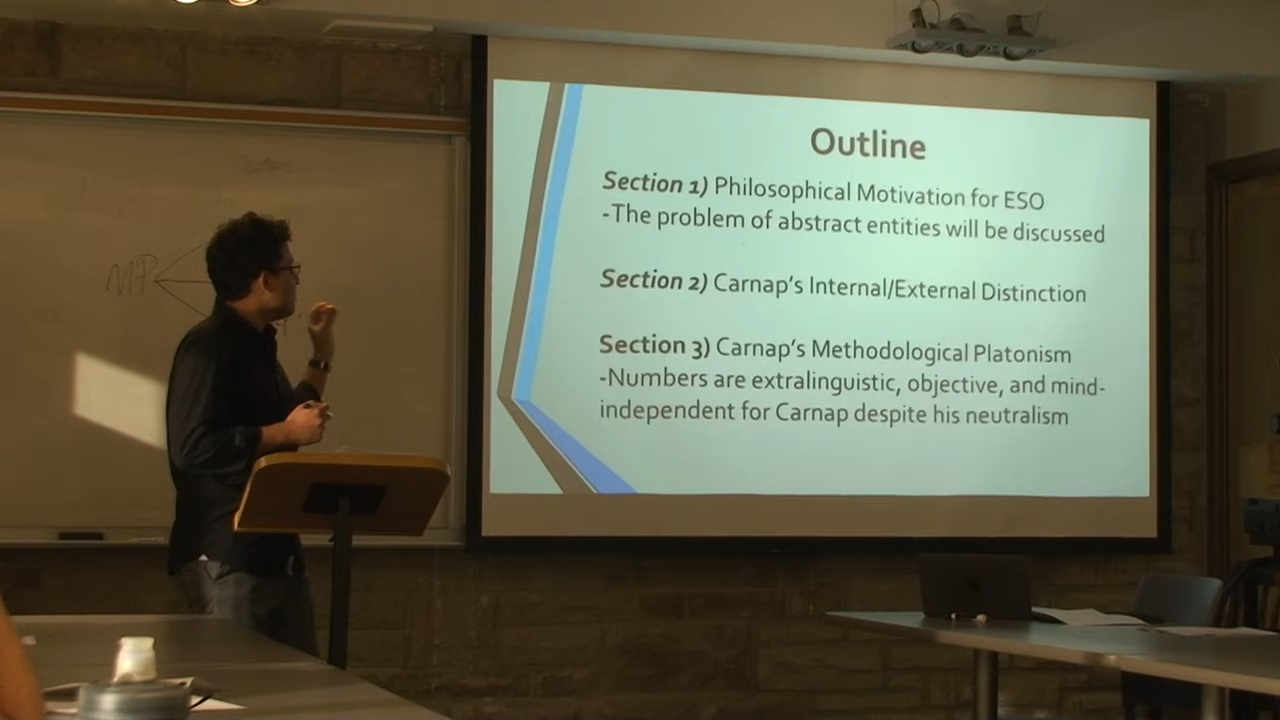 MP
Outline
Section 1) Philosophical Motivation for ESO
-The problem of abstract entities will be discussed
Section 2) Carnap's Internal/External Distinction
Section 3) Carnap's Methodological Platonism
-Numbers are extralinguistic, objective, and mind-
independent for Carnap despite his neutralism